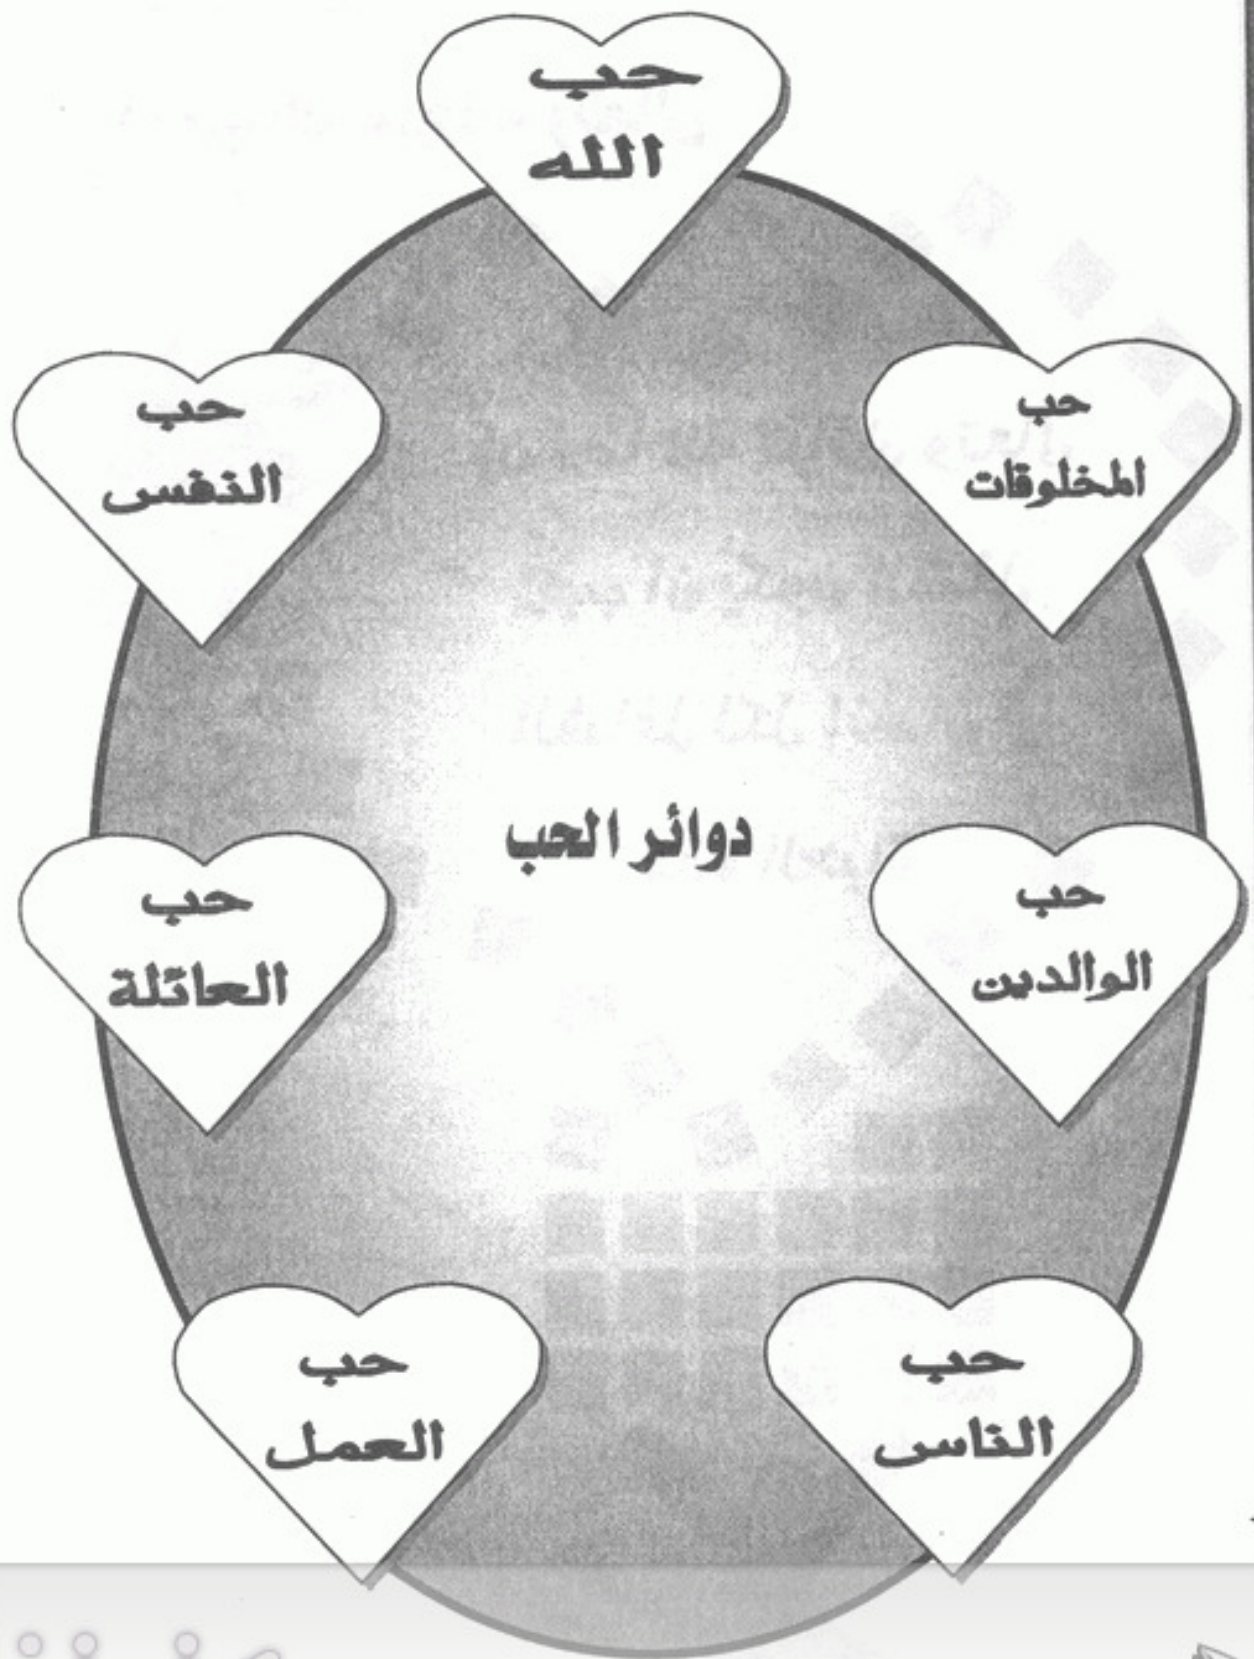 حب
الله
حب
المخلوقات
حب
النفس
دوائر الحب
حب
الوالدين
حب
العائلة
حب
الناس
حب
العمل